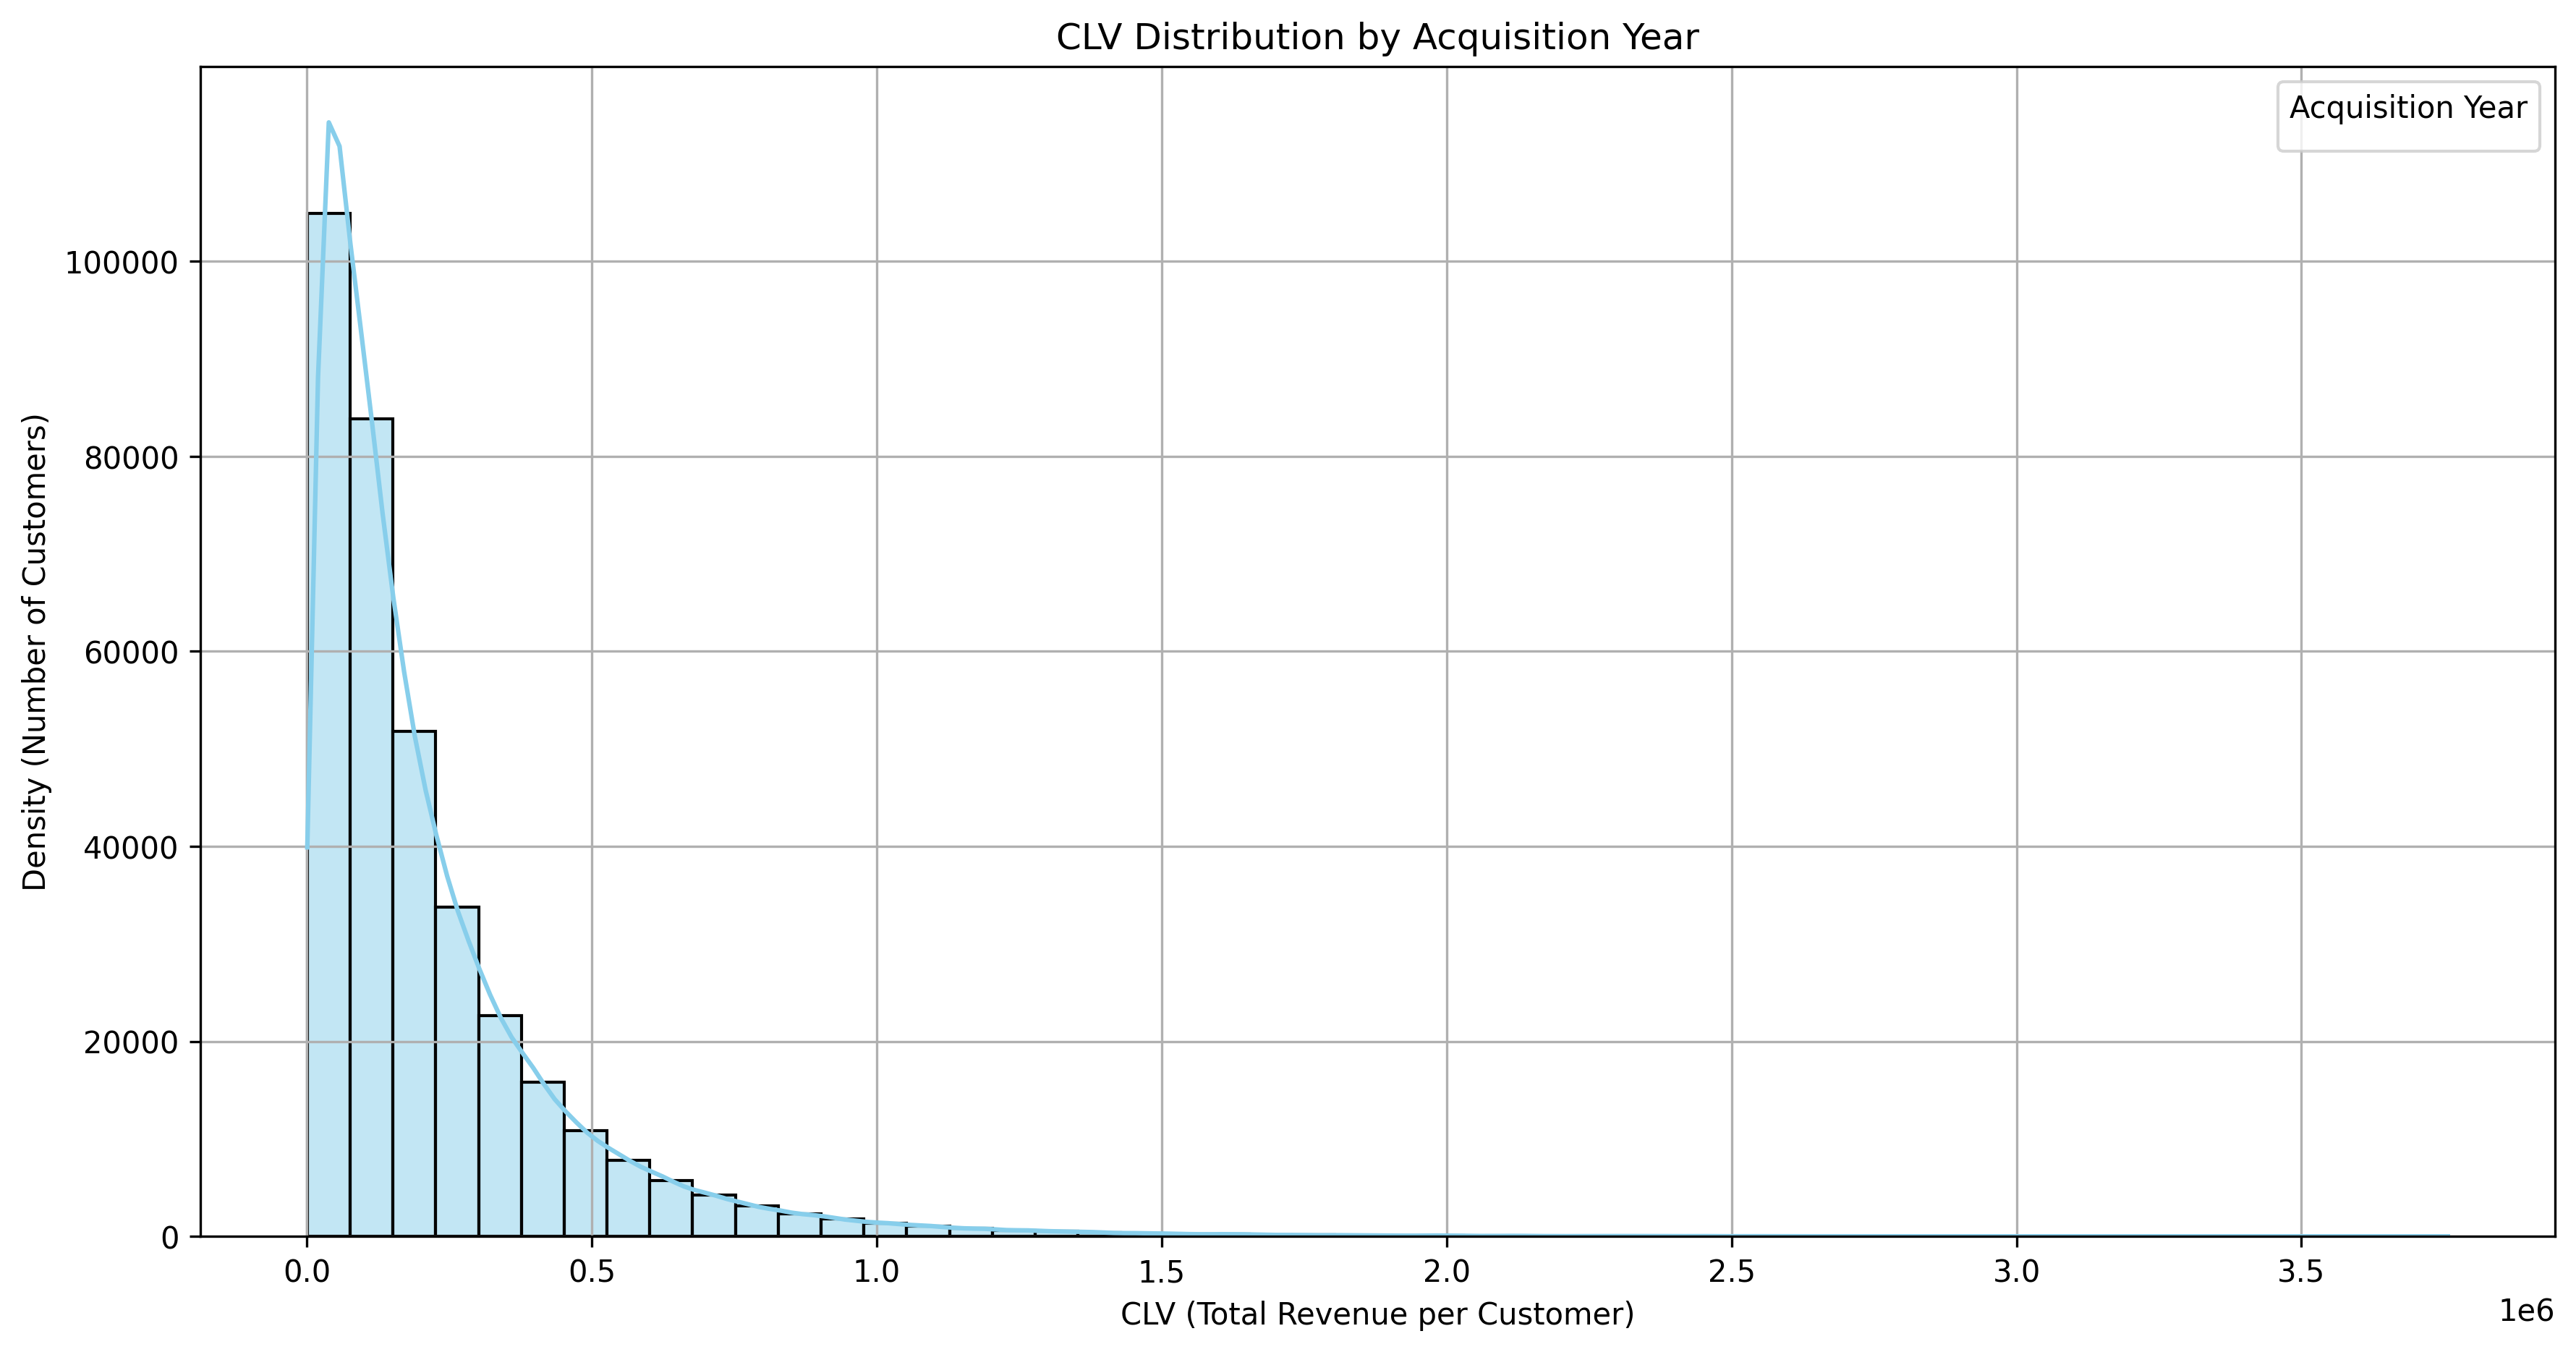 CLV Distribution by Acquisition Year
Acquisition Year
Density (Number of Customers)
100000
80000
60000
40000
20000
0
0.0 0.5 1.0 1.5 2.0 2.5 3.0 3.5
1e6
CLV (Total Revenue per Customer)